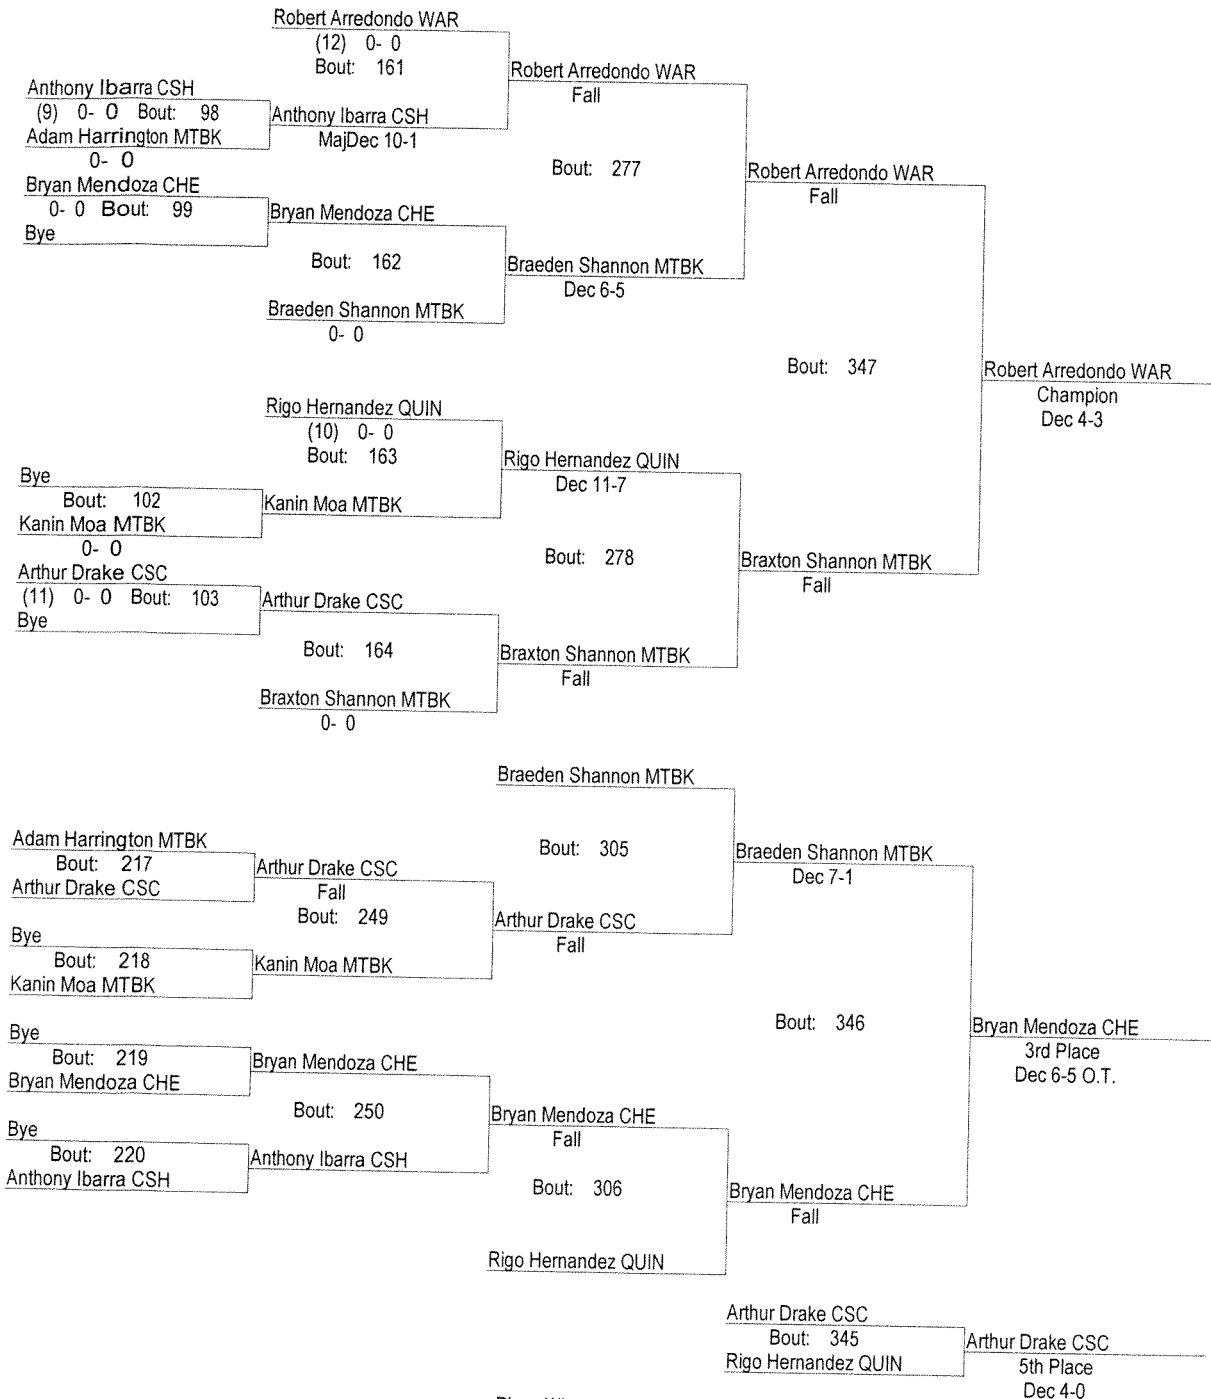 Robert Arredondo WAR
(12) 0- 0
Bout: 161
Robert Arredondo WAR
Fall
Anthony Ibarra CSH
(9) 0- 0 Bout: 98
Adam Harrington MTBK
0- 0
Anthony Ibarra CSH
MajDec 10-1
Bout: 277
Robert Arredondo WAR
Fall
Bryan Mendoza CHE
0- 0 Bout: 99
Bye
Bryan Mendoza CHE
Bout: 162
Braeden Shannon MTBK
Dec 6-5
Braeden Shannon MTBK
0- 0
Bout: 347
Robert Arredondo WAR
Champion
Dec 4-3
Rigo Hernandez QUIN
(10) 0- 0
Bout: 163
Rigo Hernandez QUIN
Dec 11-7
Bye
Bout: 102
Kanin Moa MTBK
0- 0
Kanin Moa MTBK
Bout: 278
Braxton Shannon MTBK
Fall
Arthur Drake CSC
(11) 0- 0 Bout: 103
Bye
Arthur Drake CSC
Bout: 164
Braxton Shannon MTBK
Fall
Braxton Shannon MTBK
0- 0
Braeden Shannon MTBK
Bout: 305
Braeden Shannon MTBK
Dec 7-1
Adam Harrington MTBK
Bout: 217
Arthur Drake CSC
Arthur Drake CSC
Fall
Bout: 249
Arthur Drake CSC
Fall
Bye
Bout: 218
Kanin Moa MTBK
Kanin Moa MTBK
Bout: 346
Bryan Mendoza CHE
3rd Place
Dec 6-5 O.T.
Bye
Bout: 219
Bryan Mendoza CHE
Bryan Mendoza CHE
Bout: 250
Bryan Mendoza CHE
Fall
Bye
Bout: 220
Anthony Ibarra CSH
Anthony Ibarra CSH
Bout: 306
Bryan Mendoza CHE
Fall
Rigo Hernandez QUIN
Arthur Drake CSC
Bout: 345
Rigo Hernandez QUIN
Arthur Drake CSC
5th Place
Dec 4-0